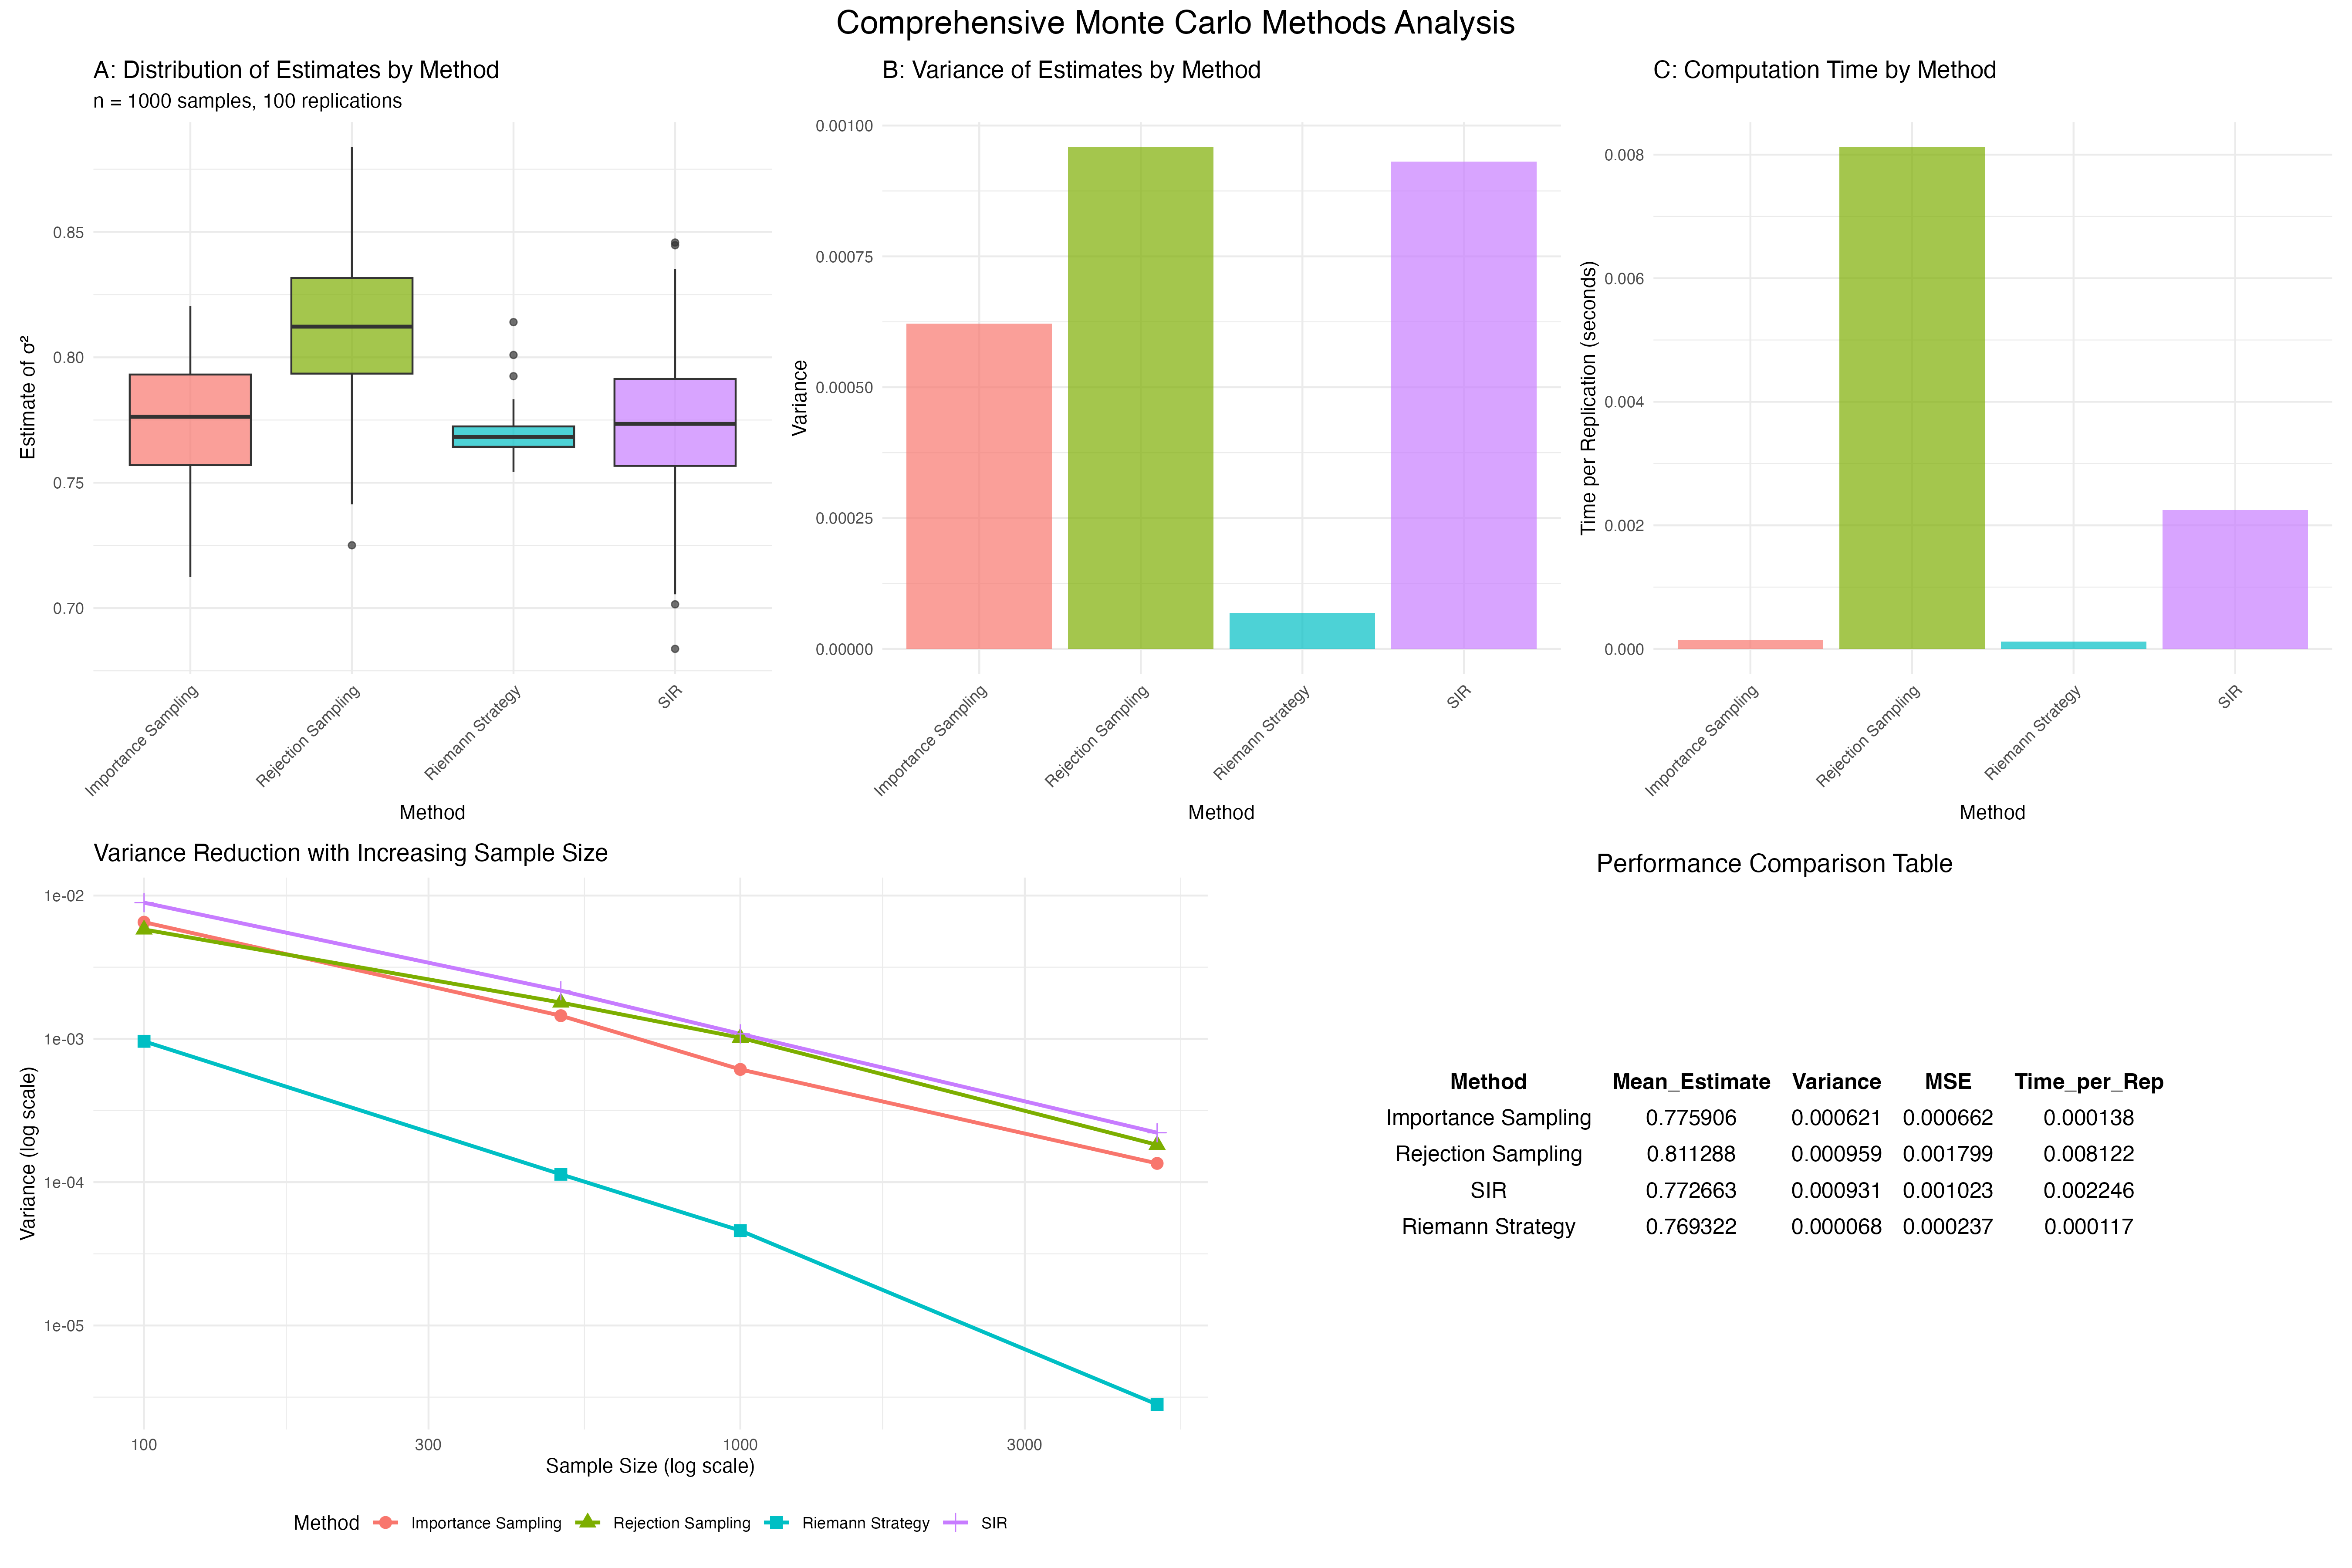 Comprehensive Monte Carlo Methods Analysis
A: Distribution of Estimates by Method
n = 1000 samples, 100 replications
Estimate of σ²
0.85
0.80
0.75
0.70
Importance Sampling
Rejection Sampling
Riemann Strategy
SIR
Method
B: Variance of Estimates by Method
Variance
0.00100
0.00075
0.00050
0.00025
0.00000
Importance Sampling
Rejection Sampling
Riemann Strategy
SIR
Method
C: Computation Time by Method
Time per Replication (seconds)
0.008
0.006
0.004
0.002
0.000
Importance Sampling
Rejection Sampling
Riemann Strategy
SIR
Method
Variance Reduction with Increasing Sample Size
Variance (log scale)
1e-02
1e-03
1e-04
1e-05
100 300 1000 3000
Sample Size (log scale)
Method Importance Sampling Rejection Sampling Riemann Strategy SIR
Performance Comparison Table
Method Mean_Estimate Variance MSE Time_per_Rep
Importance Sampling 0.775906 0.000621 0.000662 0.000138
Rejection Sampling 0.811288 0.000959 0.001799 0.008122
SIR 0.772663 0.000931 0.001023 0.002246
Riemann Strategy 0.769322 0.000068 0.000237 0.000117